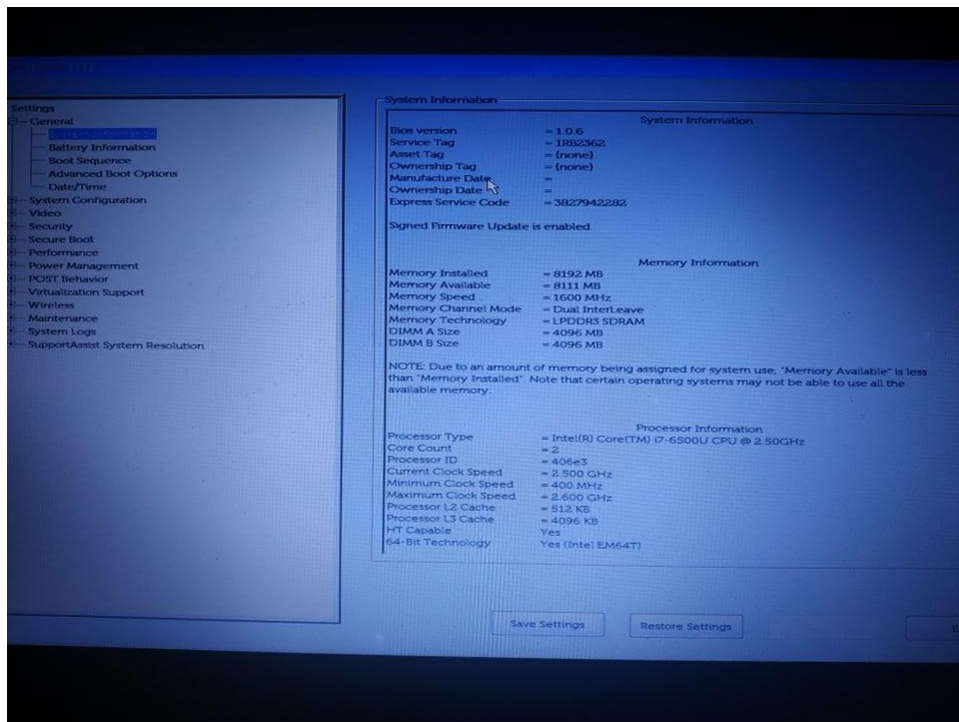 Settings
General
Battery Information
Boot Sequence
Advanced Boot Options
Date/Time
System Configuration
Video
Security
Secure Boot
Performance
Power Management
POST Behavior
Virtualization Support
Wireless
Maintenance
System Logs
SupportAssist System Resolution
System Information
System Information
Bios version = 1.0.6
Service Tag = 1RB2362
Asset Tag = (none)
Ownership Tag = (none)
Manufacture Date =
Ownership Date =
Express Service Code = 3827942282
Signed Firmware Update is enabled
Memory Information
Memory Installed = 8192 MB
Memory Available = 8111 MB
Memory Speed = 1600 MHz
Memory Channel Mode = Dual InterLeave
Memory Technology = LPDDR3 SDRAM
DIMM A Size = 4096 MB
DIMM B Size = 4096 MB
NOTE: Due to an amount of memory being assigned for system use, "Memory Available" is less
than "Memory Installed". Note that certain operating systems may not be able to use all the
available memory.
Processor Information
Processor Type = Intel(R) Core(TM) i7-6500U CPU @ 2.50GHz
Core Count = 2
Processor ID = 406e3
Current Clock Speed = 2.500 GHz
Minimum Clock Speed = 400 MHz
Maximum Clock Speed = 2.600 GHz
Processor L2 Cache = 512 KB
Processor L3 Cache = 4096 KB
HT Capable Yes
64-Bit Technology Yes (Intel EM64T)
Save Settings
Restore Settings